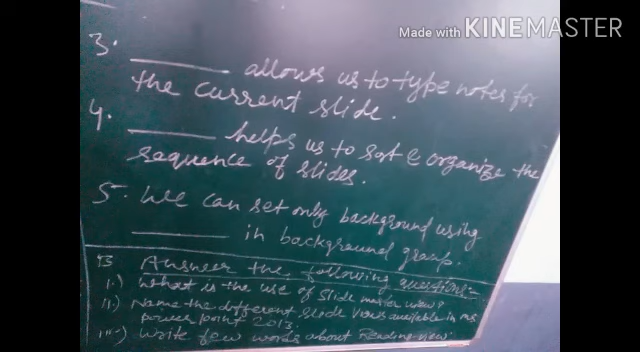 Made with KINEMASTER
3. ________ allows us to type notes for
the current slide.
4. ________ helps us to sort & organize the
sequence of slides.
5. We can set only background using
________ in background group.
B Answer the following questions:-
i.) What is the use of Slide master view?
ii.) Name the different slide views available in ms
power point 2013.
iii.) Write few words about Reading view.